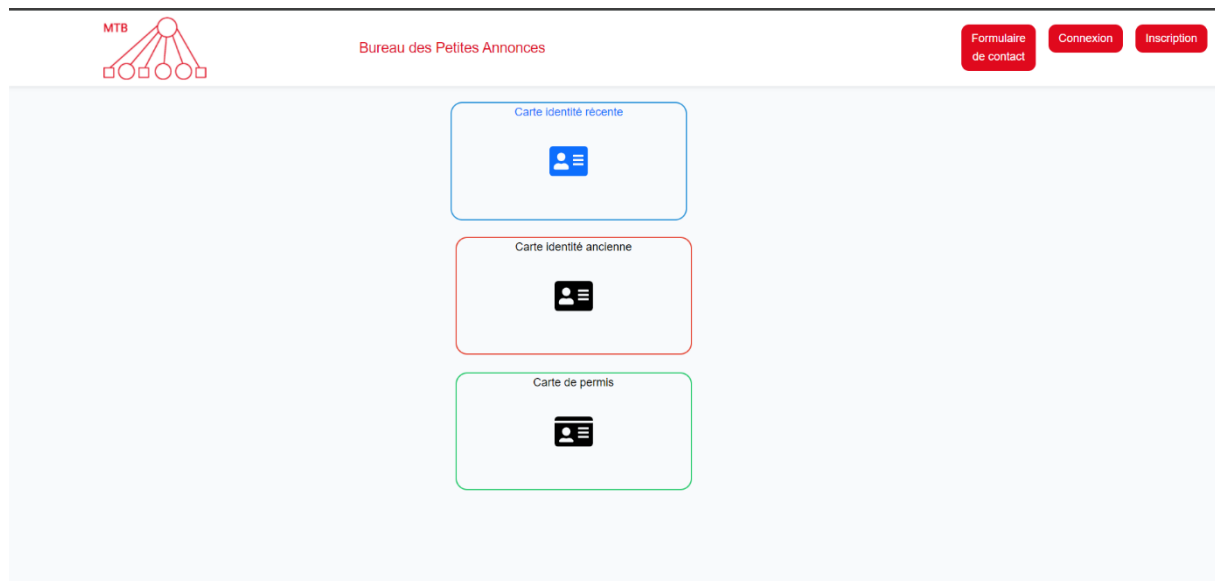 MTB
Bureau des Petites Annonces
Formulaire
de contact
Connexion
Inscription
Carte identité récente
Carte identité ancienne
Carte de permis